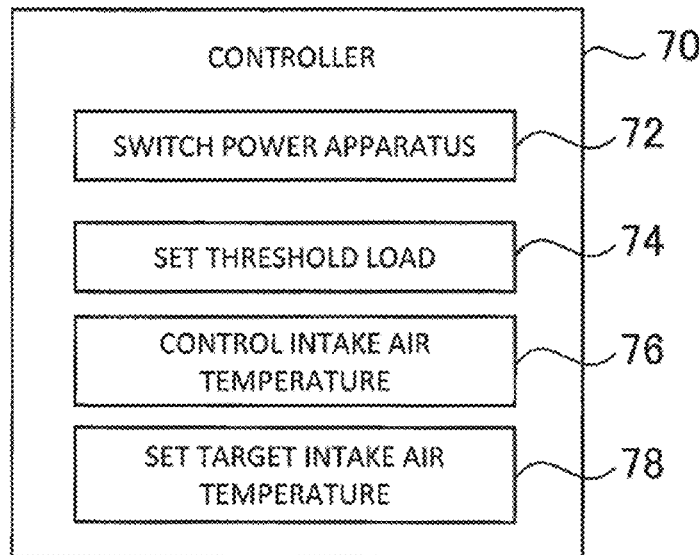 CONTROLLER
70
SWITCH POWER APPARATUS
72
SET THRESHOLD LOAD
74
CONTROL INTAKE AIR
TEMPERATURE
76
SET TARGET INTAKE AIR
TEMPERATURE
78